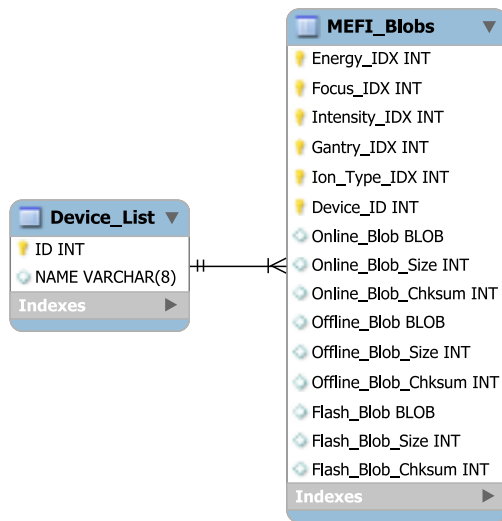 MEFI_Blobs
Energy_IDX INT
Focus_IDX INT
Intensity_IDX INT
Gantry_IDX INT
Ion_Type_IDX INT
Device_ID INT
Online_Blob BLOB
Online_Blob_Size INT
Online_Blob_Chksum INT
Offline_Blob BLOB
Offline_Blob_Size INT
Offline_Blob_Chksum INT
Flash_Blob BLOB
Flash_Blob_Size INT
Flash_Blob_Chksum INT
Indexes
Device_List
ID INT
NAME VARCHAR(8)
Indexes